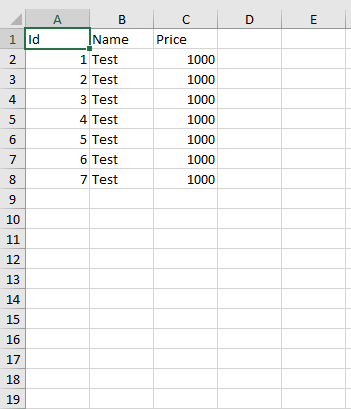 A B C D E
1 Id Name Price
2 1 Test 1000
3 2 Test 1000
4 3 Test 1000
5 4 Test 1000
6 5 Test 1000
7 6 Test 1000
8 7 Test 1000
9
10
11
12
13
14
15
16
17
18
19